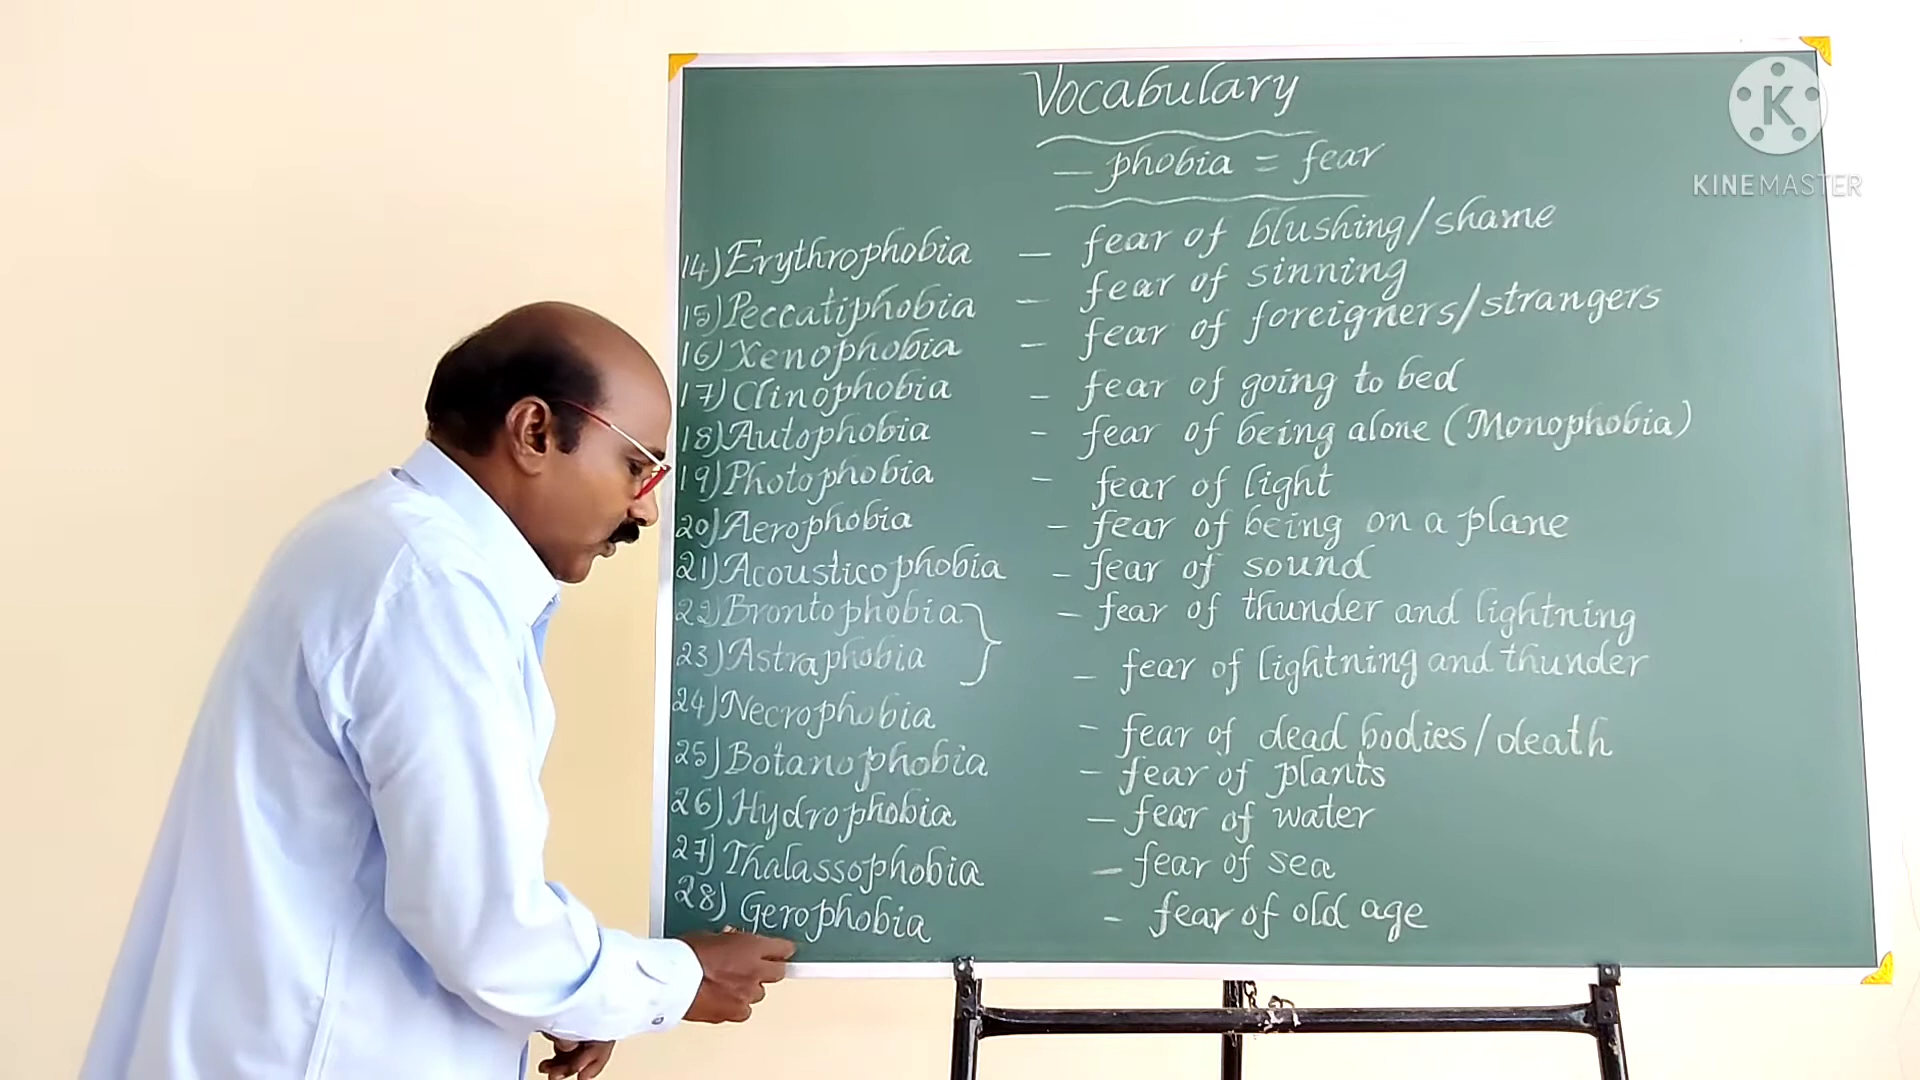 Vocabulary
– phobia = fear
14) Erythrophobia – fear of blushing/shame
15) Peccatiphobia – fear of sinning
16) Xenophobia – fear of foreigners/strangers
17) Clinophobia – fear of going to bed
18) Autophobia – fear of being alone (Monophobia)
19) Photophobia – fear of light
20) Aerophobia – fear of being on a plane
21) Acousticophobia – fear of sound
22) Brontophobia – fear of thunder and lightning
23) Astraphobia – fear of lightning and thunder
24) Necrophobia – fear of dead bodies/death
25) Botanophobia – fear of plants
26) Hydrophobia – fear of water
27) Thalassophobia – fear of sea
28) Gerophobia – fear of old age
K
KINEMASTER